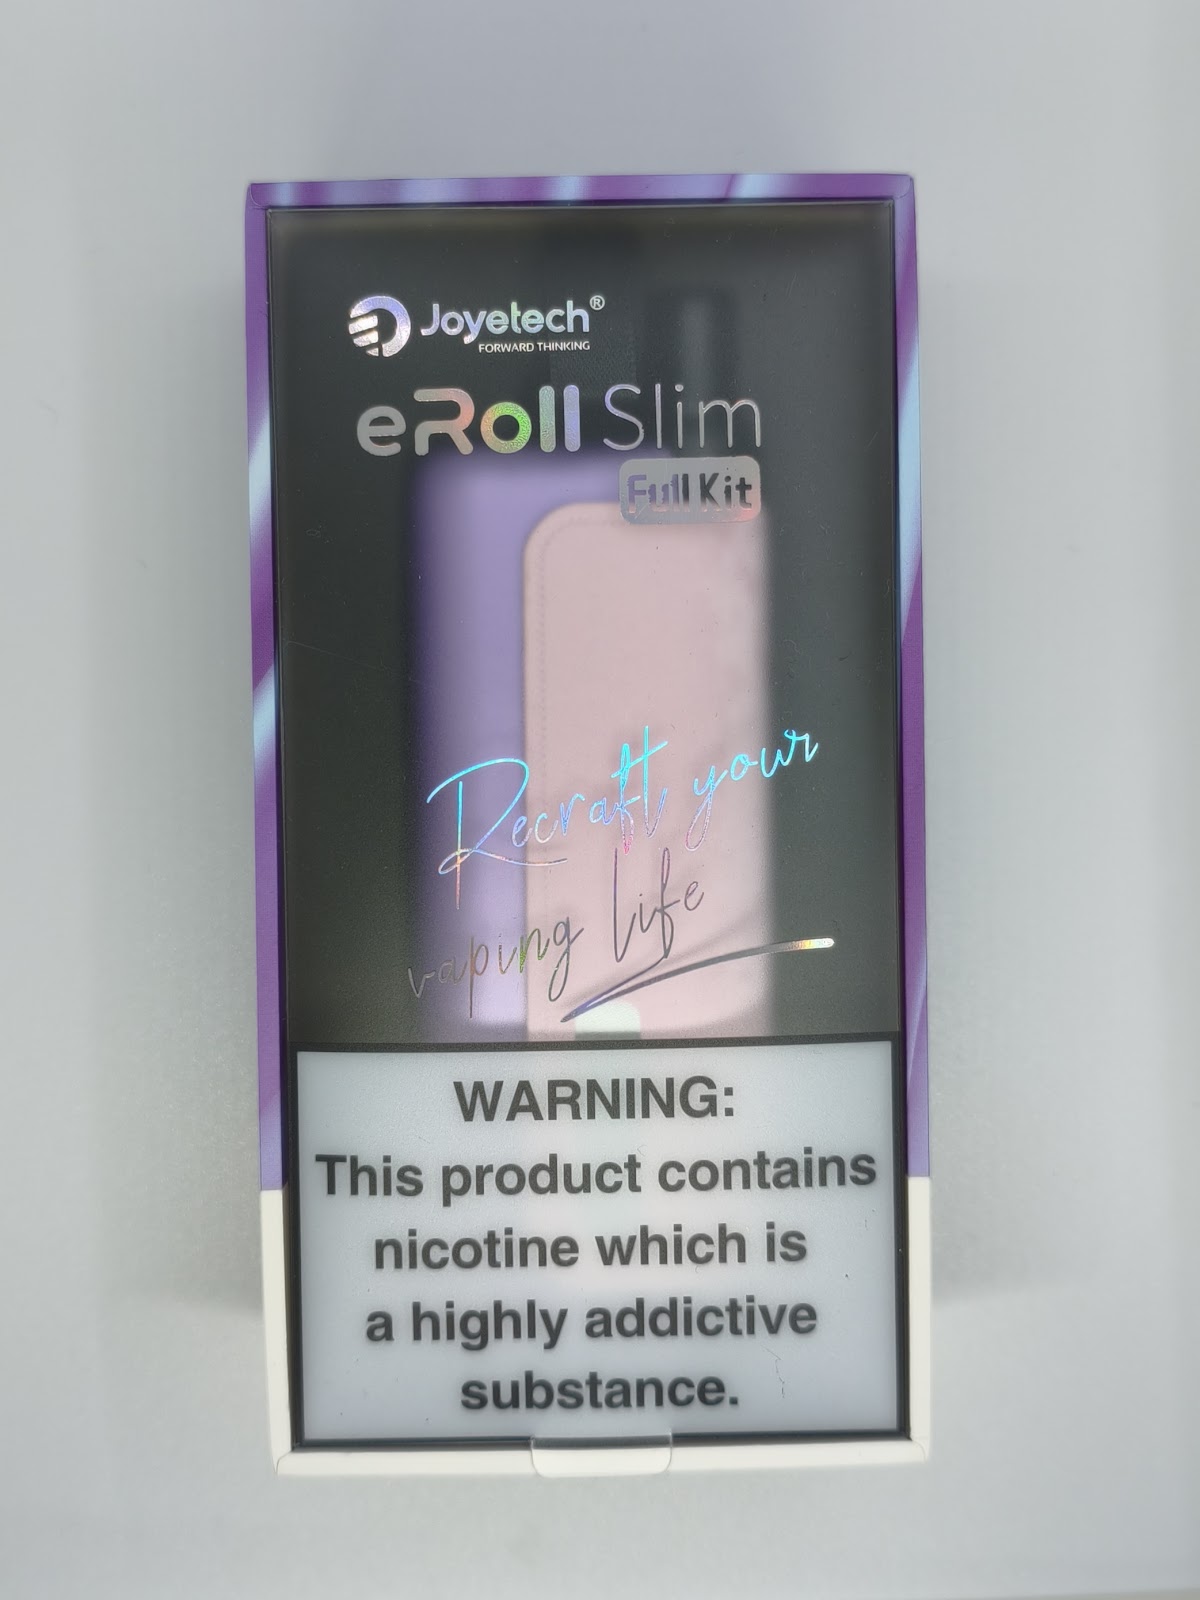 Joyetech®
FORWARD THINKING
eRoll Slim
Full Kit
Recraft your
vaping life
WARNING:
This product contains
nicotine which is
a highly addictive
substance.